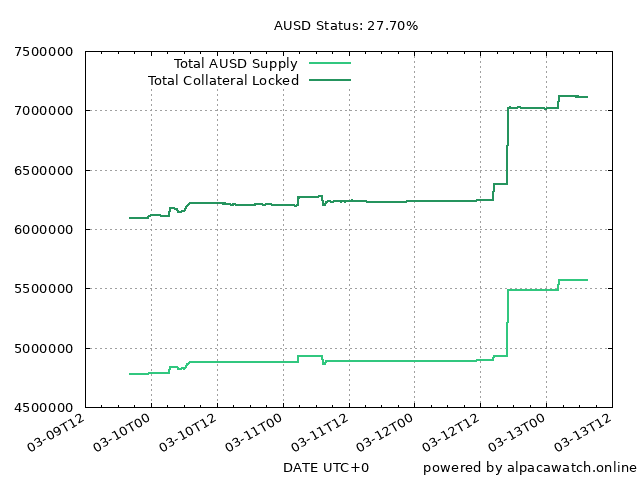 AUSD Status: 27.70%
7500000
7000000
6500000
6000000
5500000
5000000
4500000
Total AUSD Supply
Total Collateral Locked
03-09T12
03-10T00
03-10T12
03-11T00
03-11T12
03-12T00
03-12T12
03-13T00
03-13T12
DATE UTC+0
powered by alpacawatch.online